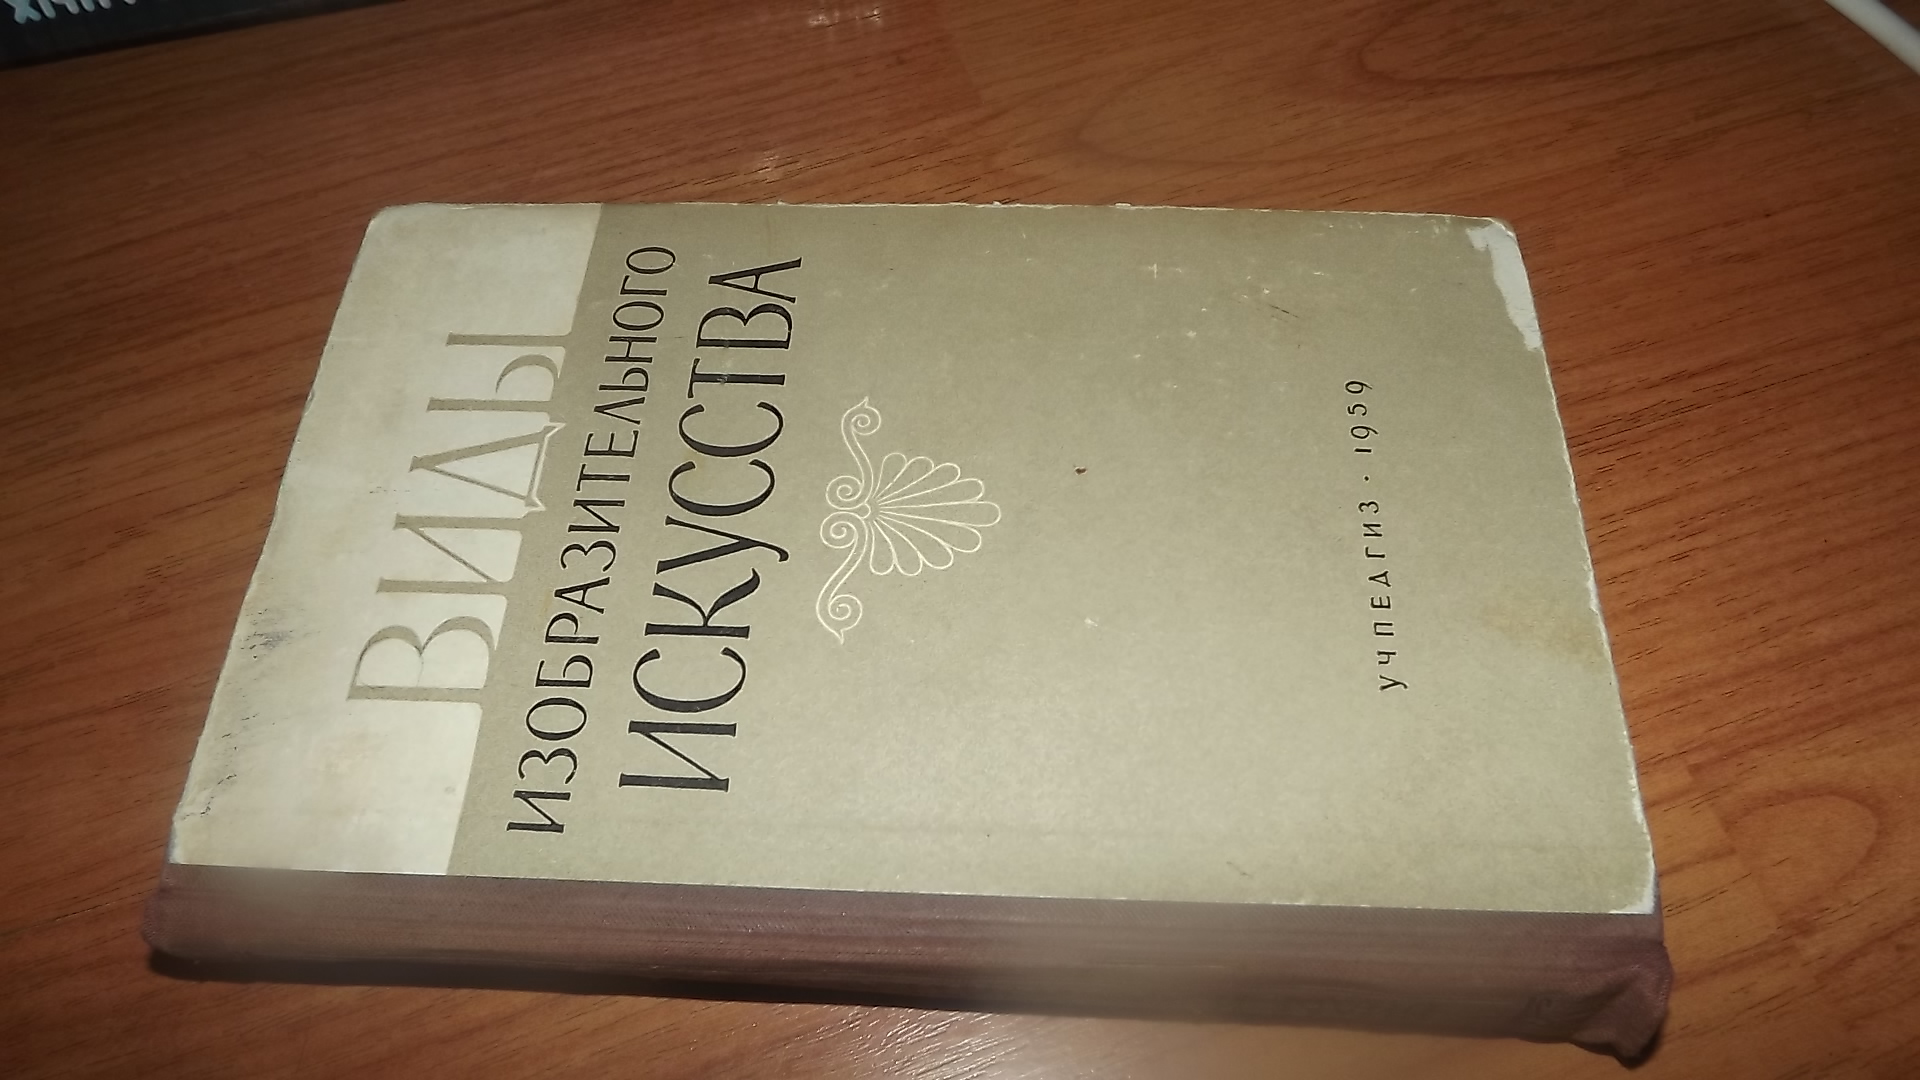 ВИДЫ
ИЗОБРАЗИТЕЛЬНОГО
ИСКУССТВА
УЧПЕДГИЗ · 1959